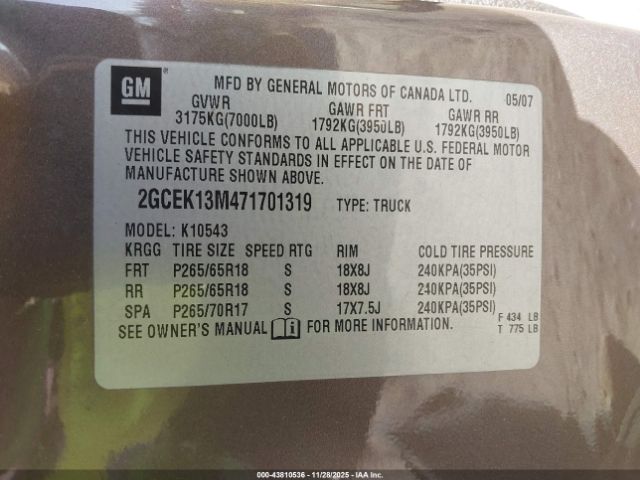 GM
MFD BY GENERAL MOTORS OF CANADA LTD. 05/07
GVWR GAWR FRT GAWR RR
3175KG(7000LB) 1792KG(3950LB) 1792KG(3950LB)
THIS VEHICLE CONFORMS TO ALL APPLICABLE U.S. FEDERAL MOTOR
VEHICLE SAFETY STANDARDS IN EFFECT ON THE DATE OF
MANUFACTURE SHOWN ABOVE.
2GCEK13M471701319 TYPE: TRUCK
MODEL: K10543
KRGG TIRE SIZE SPEED RTG RIM COLD TIRE PRESSURE
FRT P265/65R18 S 18X8J 240KPA(35PSI)
RR P265/65R18 S 18X8J 240KPA(35PSI)
SPA P265/70R17 S 17X7.5J 240KPA(35PSI)
F 434 LB
T 775 LB
SEE OWNER'S MANUAL FOR MORE INFORMATION.
000-43810536 - 11/28/2025 - IAA Inc.